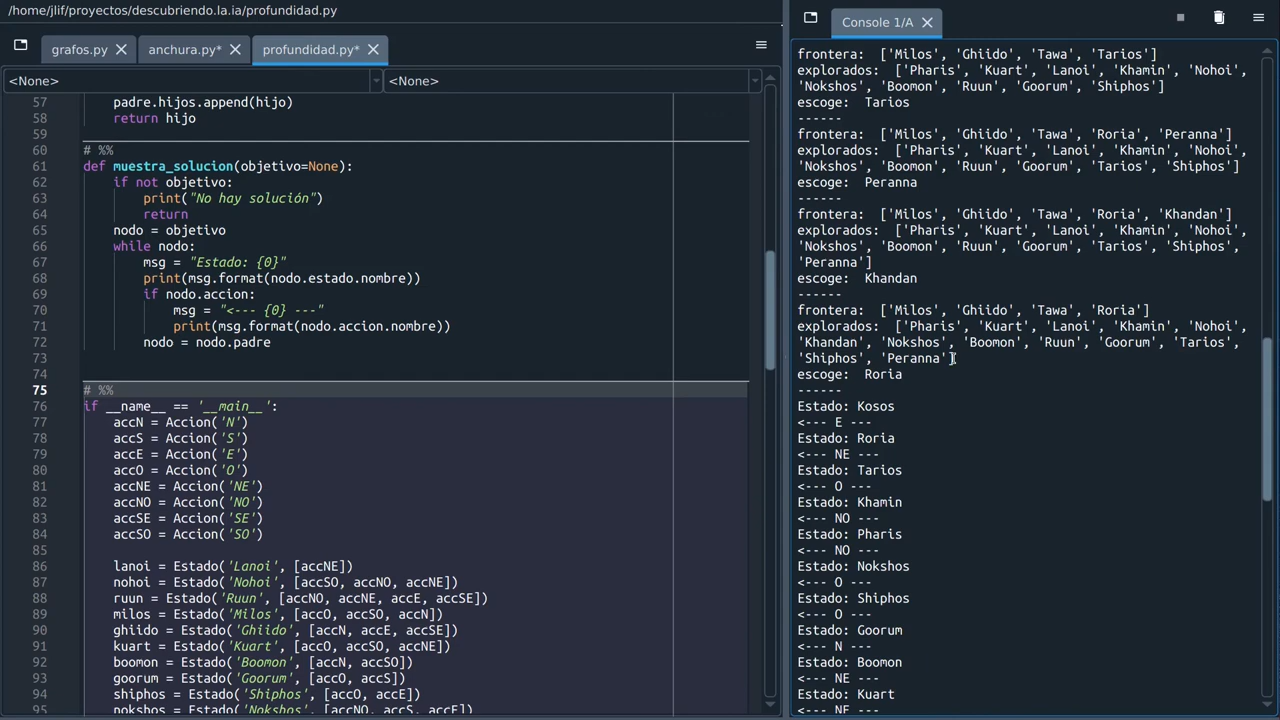 /home/jlif/proyectos/descubriendo.la.ia/profundidad.py
grafos.py
anchura.py*
profundidad.py*
<None>
<None>
57 padre.hijos.append(hijo)
58 return hijo
59
60 # %%
61 def muestra_solucion(objetivo=None):
62 if not objetivo:
63 print("No hay solución")
64 return
65 nodo = objetivo
66 while nodo:
67 msg = "Estado: {0}"
68 print(msg.format(nodo.estado.nombre))
69 if nodo.accion:
70 msg = "<--- {0} ---"
71 print(msg.format(nodo.accion.nombre))
72 nodo = nodo.padre
73
74
75 # %%
76 if __name__ == '__main__':
77 accN = Accion('N')
78 accS = Accion('S')
79 accE = Accion('E')
80 accO = Accion('O')
81 accNE = Accion('NE')
82 accNO = Accion('NO')
83 accSE = Accion('SE')
84 accSO = Accion('SO')
85
86 lanoi = Estado('Lanoi', [accNE])
87 nohoi = Estado('Nohoi', [accSO, accNO, accNE])
88 ruun = Estado('Ruun', [accNO, accNE, accE, accSE])
89 milos = Estado('Milos', [accO, accSO, accN])
90 ghiido = Estado('Ghiido', [accN, accE, accSE])
91 kuart = Estado('Kuart', [accO, accSO, accNE])
92 boomon = Estado('Boomon', [accN, accSO])
93 goorum = Estado('Goorum', [accO, accS])
94 shiphos = Estado('Shiphos', [accO, accE])
95 nokshos = Estado('Nokshos', [accNO, accS, accE])
Console 1/A
frontera: ['Milos', 'Ghiido', 'Tawa', 'Tarios']
explorados: ['Pharis', 'Kuart', 'Lanoi', 'Khamin', 'Nohoi',
'Nokshos', 'Boomon', 'Ruun', 'Goorum', 'Shiphos']
escoge: Tarios
------
frontera: ['Milos', 'Ghiido', 'Tawa', 'Roria', 'Peranna']
explorados: ['Pharis', 'Kuart', 'Lanoi', 'Khamin', 'Nohoi',
'Nokshos', 'Boomon', 'Ruun', 'Goorum', 'Tarios', 'Shiphos']
escoge: Peranna
------
frontera: ['Milos', 'Ghiido', 'Tawa', 'Roria', 'Khandan']
explorados: ['Pharis', 'Kuart', 'Lanoi', 'Khamin', 'Nohoi',
'Nokshos', 'Boomon', 'Ruun', 'Goorum', 'Tarios', 'Shiphos',
'Peranna']
escoge: Khandan
------
frontera: ['Milos', 'Ghiido', 'Tawa', 'Roria']
explorados: ['Pharis', 'Kuart', 'Lanoi', 'Khamin', 'Nohoi',
'Khandan', 'Nokshos', 'Boomon', 'Ruun', 'Goorum', 'Tarios',
'Shiphos', 'Peranna']
escoge: Roria
------
Estado: Kosos
<--- E ---
Estado: Roria
<--- NE ---
Estado: Tarios
<--- O ---
Estado: Khamin
<--- NO ---
Estado: Pharis
<--- NO ---
Estado: Nokshos
<--- O ---
Estado: Shiphos
<--- O ---
Estado: Goorum
<--- N ---
Estado: Boomon
<--- NE ---
Estado: Kuart
<--- NE ---